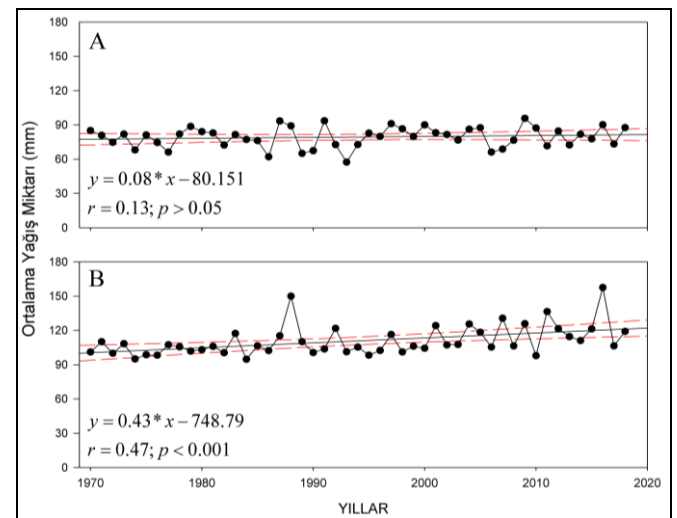 Ortalama Yağış Miktarı (mm)
180
A
150
120
90
60
y = 0.08 * x − 80.151
30
r = 0.13; p > 0.05
0
180
B
150
120
90
60
y = 0.43 * x − 748.79
30
r = 0.47; p < 0.001
0
1970 1980 1990 2000 2010 2020
YILLAR